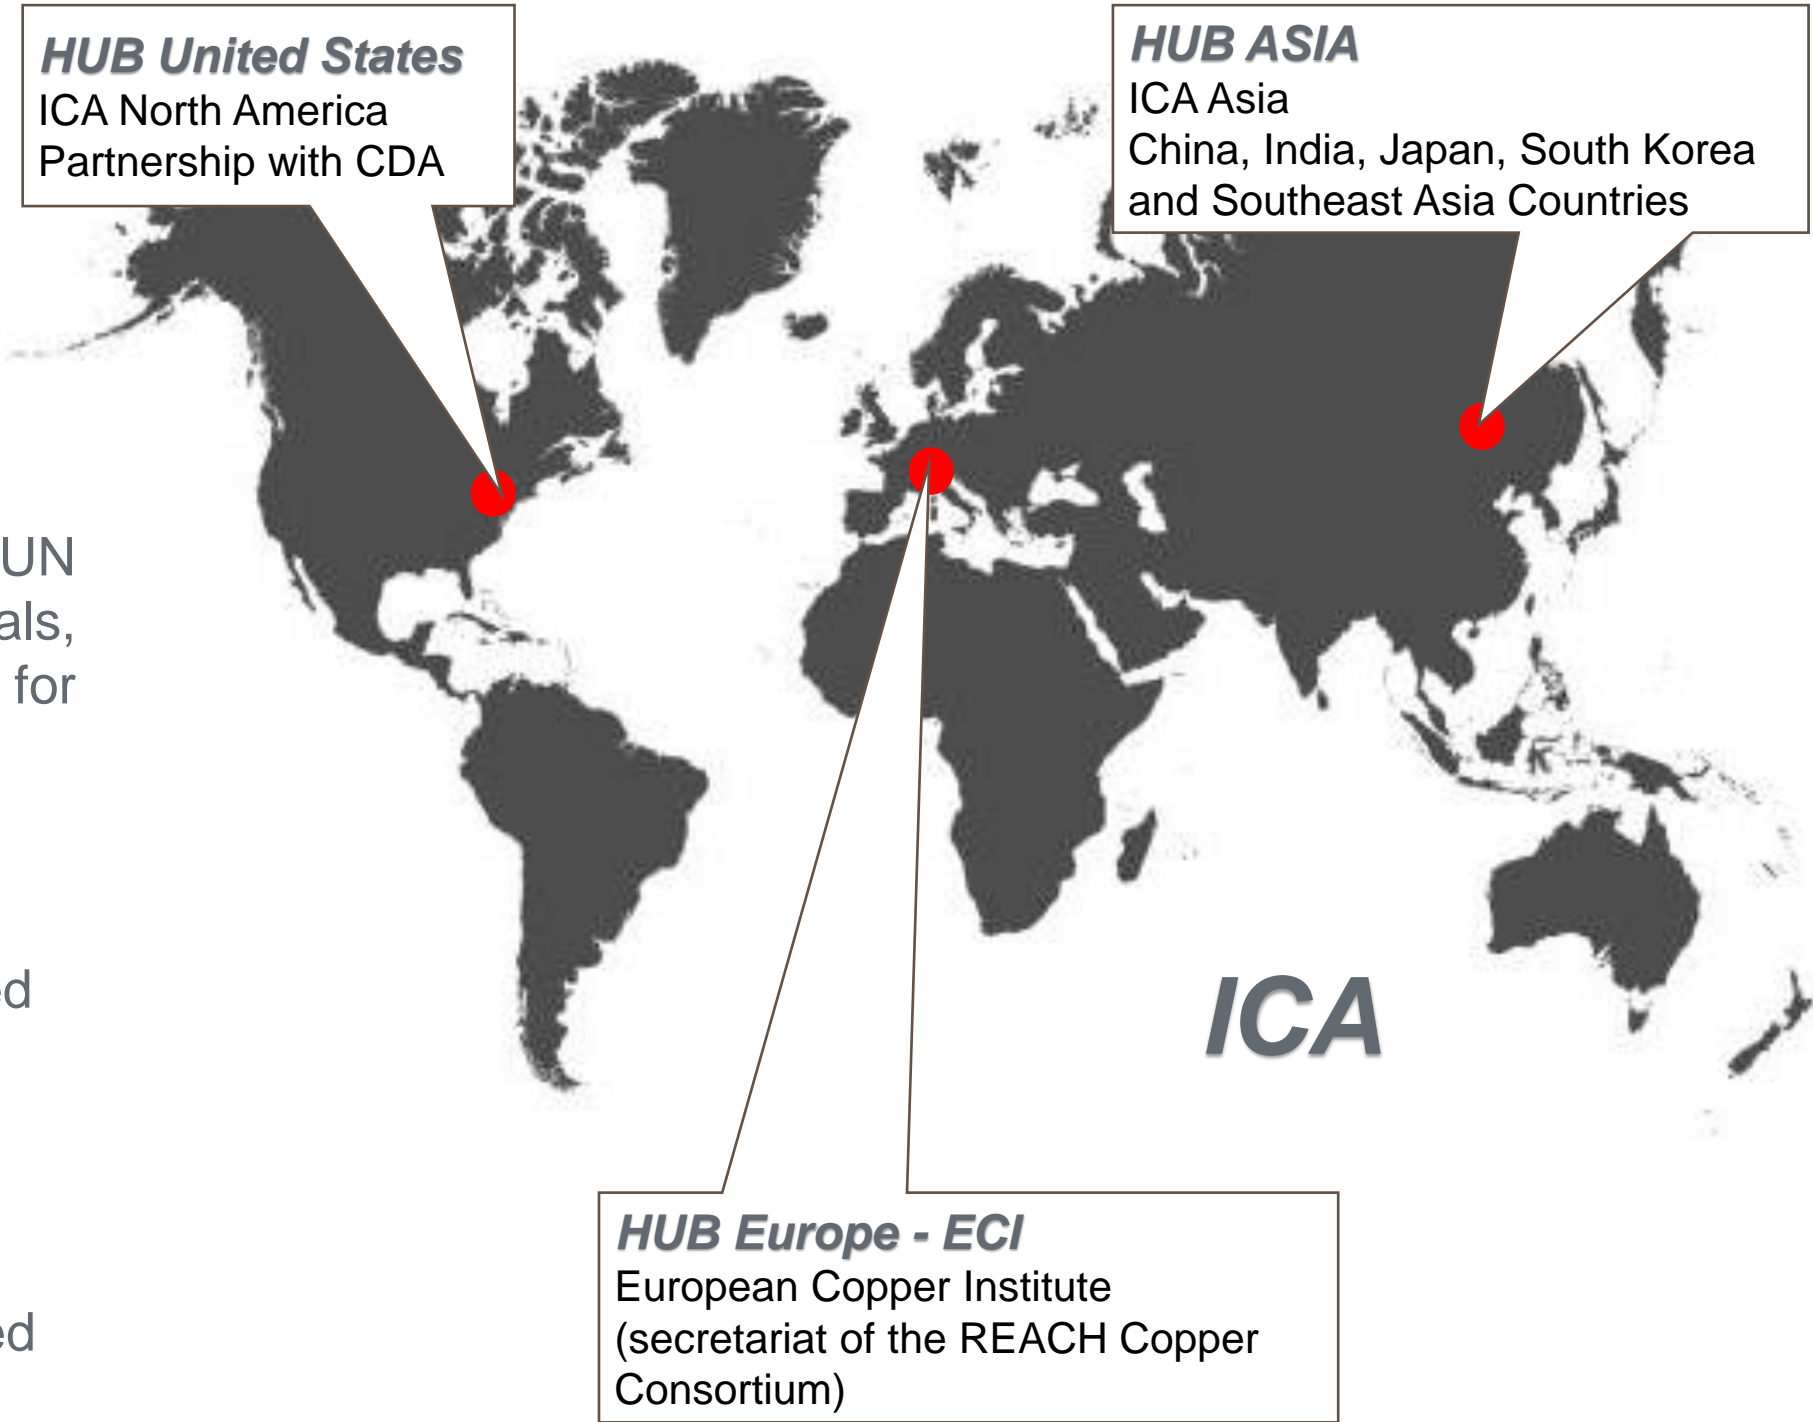 HUB United States
ICA North America
Partnership with CDA
HUB ASIA
ICA Asia
China, India, Japan, South Korea
and Southeast Asia Countries
UN
als,
for
ed
ed
ICA
HUB Europe - ECI
European Copper Institute
(secretariat of the REACH Copper
Consortium)